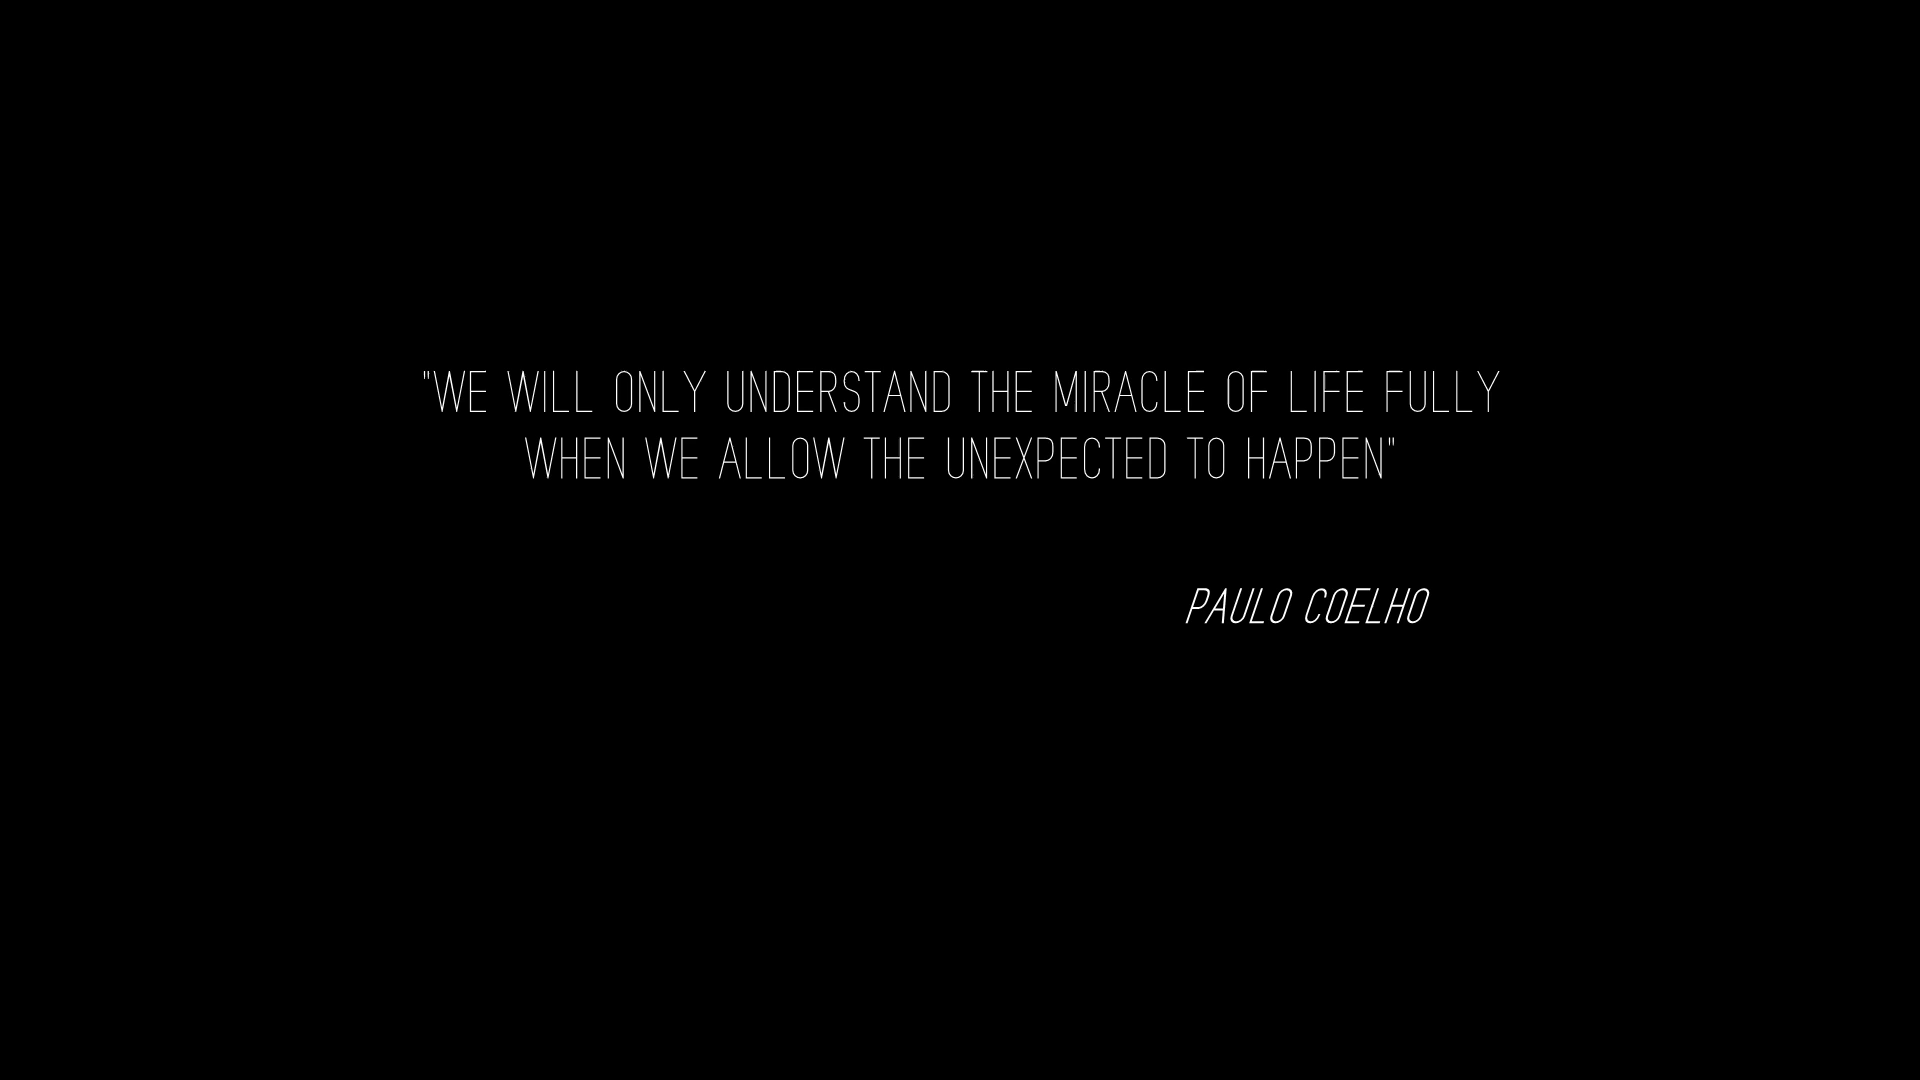 "WE WILL ONLY UNDERSTAND THE MIRACLE OF LIFE FULLY
WHEN WE ALLOW THE UNEXPECTED TO HAPPEN"
PAULO COELHO